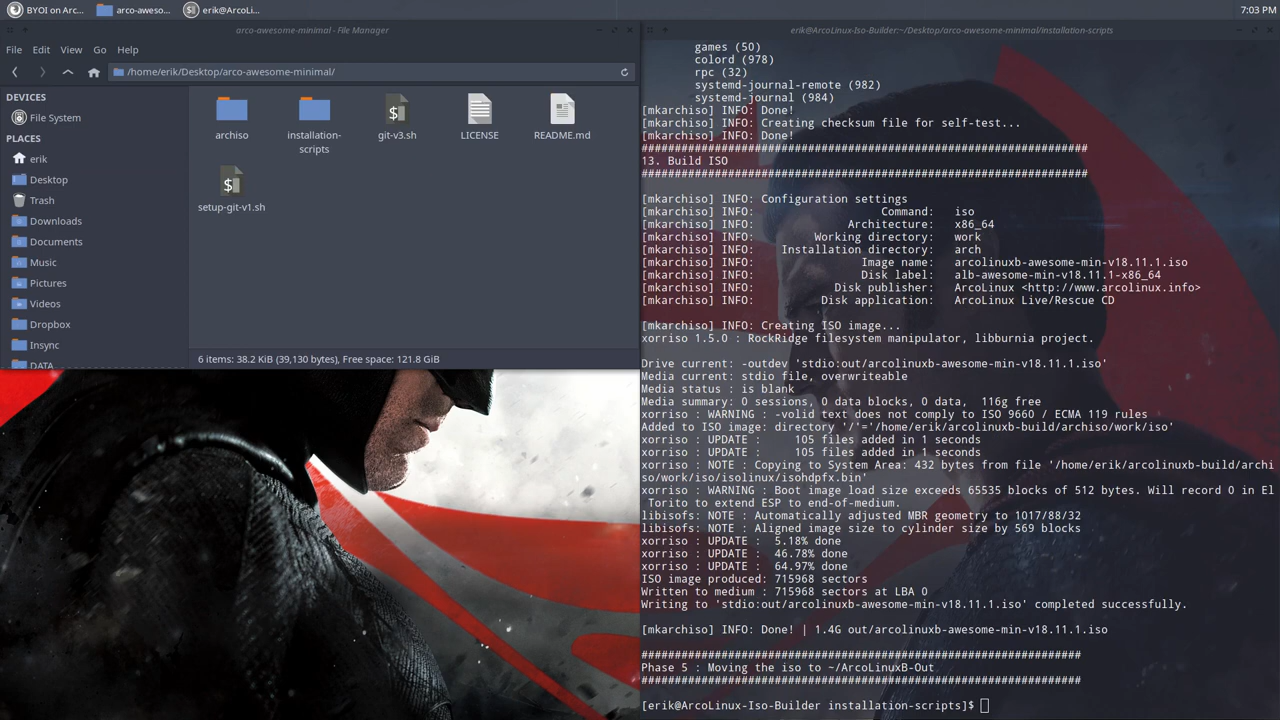 BYOI on Arc...
arco-aweso...
erik@ArcoLi...
7:03 PM
arco-awesome-minimal - File Manager
File Edit View Go Help
/home/erik/Desktop/arco-awesome-minimal/
DEVICES
File System
PLACES
erik
Desktop
Trash
Downloads
Documents
Music
Pictures
Videos
Dropbox
Insync
DATA
archiso
installation-
scripts
git-v3.sh
LICENSE
README.md
setup-git-v1.sh
6 items: 38.2 KiB (39,130 bytes), Free space: 121.8 GiB
erik@ArcoLinux-Iso-Builder:~/Desktop/arco-awesome-minimal/installation-scripts
games (50)
colord (978)
rpc (32)
systemd-journal-remote (982)
systemd-journal (984)
[mkarchiso] INFO: Done!
[mkarchiso] INFO: Creating checksum file for self-test...
[mkarchiso] INFO: Done!
###################################################################
13. Build ISO
###################################################################
[mkarchiso] INFO: Configuration settings
[mkarchiso] INFO: Command: iso
[mkarchiso] INFO: Architecture: x86_64
[mkarchiso] INFO: Working directory: work
[mkarchiso] INFO: Installation directory: arch
[mkarchiso] INFO: Image name: arcolinuxb-awesome-min-v18.11.1.iso
[mkarchiso] INFO: Disk label: alb-awesome-min-v18.11.1-x86_64
[mkarchiso] INFO: Disk publisher: ArcoLinux <http://www.arcolinux.info>
[mkarchiso] INFO: Disk application: ArcoLinux Live/Rescue CD
[mkarchiso] INFO: Creating ISO image...
xorriso 1.5.0 : RockRidge filesystem manipulator, libburnia project.
Drive current: -outdev 'stdio:out/arcolinuxb-awesome-min-v18.11.1.iso'
Media current: stdio file, overwriteable
Media status : is blank
Media summary: 0 sessions, 0 data blocks, 0 data, 116g free
xorriso : WARNING : -volid text does not comply to ISO 9660 / ECMA 119 rules
Added to ISO image: directory '/'='/home/erik/arcolinuxb-build/archiso/work/iso'
xorriso : UPDATE : 105 files added in 1 seconds
xorriso : UPDATE : 105 files added in 1 seconds
xorriso : NOTE : Copying to System Area: 432 bytes from file '/home/erik/arcolinuxb-build/archi
so/work/iso/isolinux/isohdpfx.bin'
xorriso : WARNING : Boot image load size exceeds 65535 blocks of 512 bytes. Will record 0 in El
Torito to extend ESP to end-of-medium.
libisofs: NOTE : Automatically adjusted MBR geometry to 1017/88/32
libisofs: NOTE : Aligned image size to cylinder size by 569 blocks
xorriso : UPDATE : 5.18% done
xorriso : UPDATE : 46.78% done
xorriso : UPDATE : 64.97% done
ISO image produced: 715968 sectors
Written to medium : 715968 sectors at LBA 0
Writing to 'stdio:out/arcolinuxb-awesome-min-v18.11.1.iso' completed successfully.
[mkarchiso] INFO: Done! | 1.4G out/arcolinuxb-awesome-min-v18.11.1.iso
##################################################################
Phase 5 : Moving the iso to ~/ArcoLinuxB-Out
##################################################################
[erik@ArcoLinux-Iso-Builder installation-scripts]$